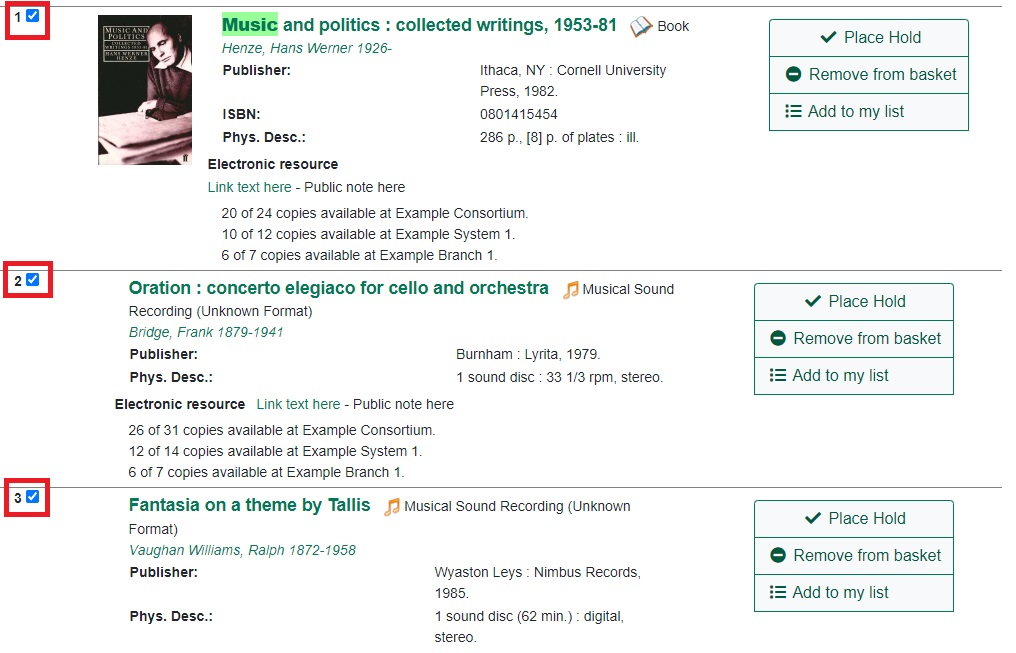 1
MUSIC AND
POLITICS
COLLECTED
WRITINGS 1953-81
HANS WERNER
HENZE
ff
Music and politics : collected writings, 1953-81 Book
Henze, Hans Werner 1926-
Publisher: Ithaca, NY : Cornell University
Press, 1982.
ISBN: 0801415454
Phys. Desc.: 286 p., [8] p. of plates : ill.
Electronic resource
Link text here - Public note here
20 of 24 copies available at Example Consortium.
10 of 12 copies available at Example System 1.
6 of 7 copies available at Example Branch 1.
Place Hold
Remove from basket
Add to my list
2
Oration : concerto elegiaco for cello and orchestra Musical Sound
Recording (Unknown Format)
Bridge, Frank 1879-1941
Publisher: Burnham : Lyrita, 1979.
Phys. Desc.: 1 sound disc : 33 1/3 rpm, stereo.
Electronic resource Link text here - Public note here
26 of 31 copies available at Example Consortium.
12 of 14 copies available at Example System 1.
6 of 7 copies available at Example Branch 1.
Place Hold
Remove from basket
Add to my list
3
Fantasia on a theme by Tallis Musical Sound Recording (Unknown
Format)
Vaughan Williams, Ralph 1872-1958
Publisher: Wyaston Leys : Nimbus Records,
1985.
Phys. Desc.: 1 sound disc (62 min.) : digital,
stereo.
Place Hold
Remove from basket
Add to my list